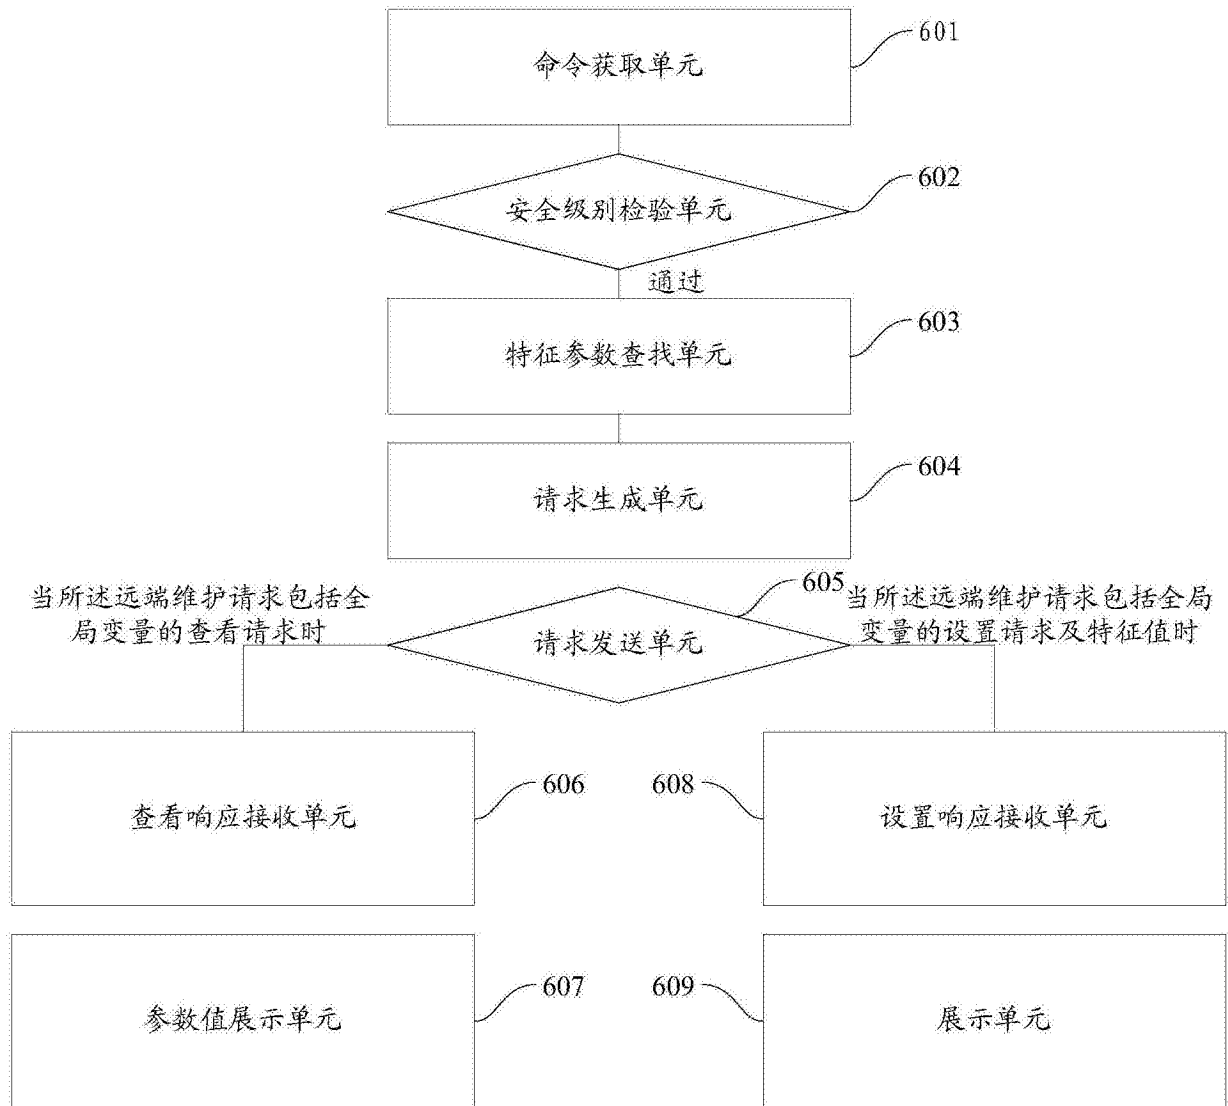 命令获取单元
601
安全级别检验单元
602
通过
特征参数查找单元
603
请求生成单元
604
当所述远端维护请求包括全
局变量的查看请求时
605
请求发送单元
当所述远端维护请求包括全局
变量的设置请求及特征值时
查看响应接收单元
606
608
设置响应接收单元
参数值展示单元
607
609
展示单元